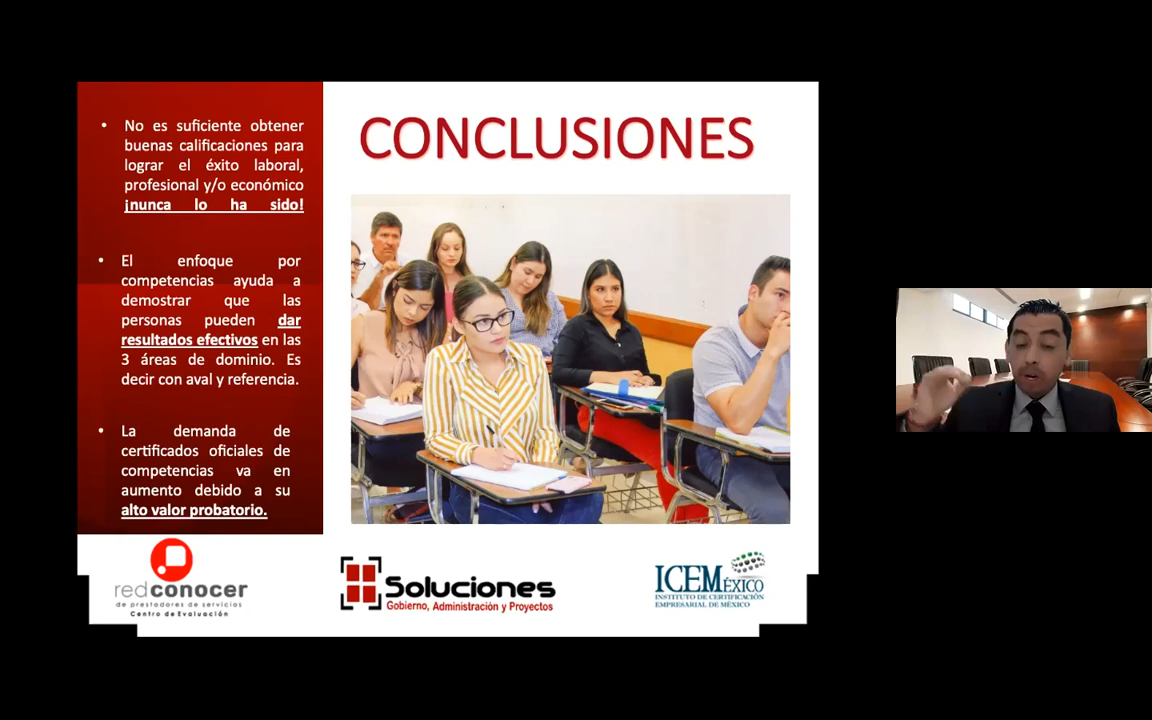 CONCLUSIONES
• No es suficiente obtener
buenas calificaciones para
lograr el éxito laboral,
profesional y/o económico
¡nunca lo ha sido!
• El enfoque por
competencias ayuda a
demostrar que las
personas pueden dar
resultados efectivos en las
3 áreas de dominio. Es
decir con aval y referencia.
• La demanda de
certificados oficiales de
competencias va en
aumento debido a su
alto valor probatorio.
redconocer
de prestadores de servicios
Centro de Evaluación
Soluciones
Gobierno, Administración y Proyectos
ICEMÉXICO
INSTITUTO DE CERTIFICACIÓN
EMPRESARIAL DE MÉXICO